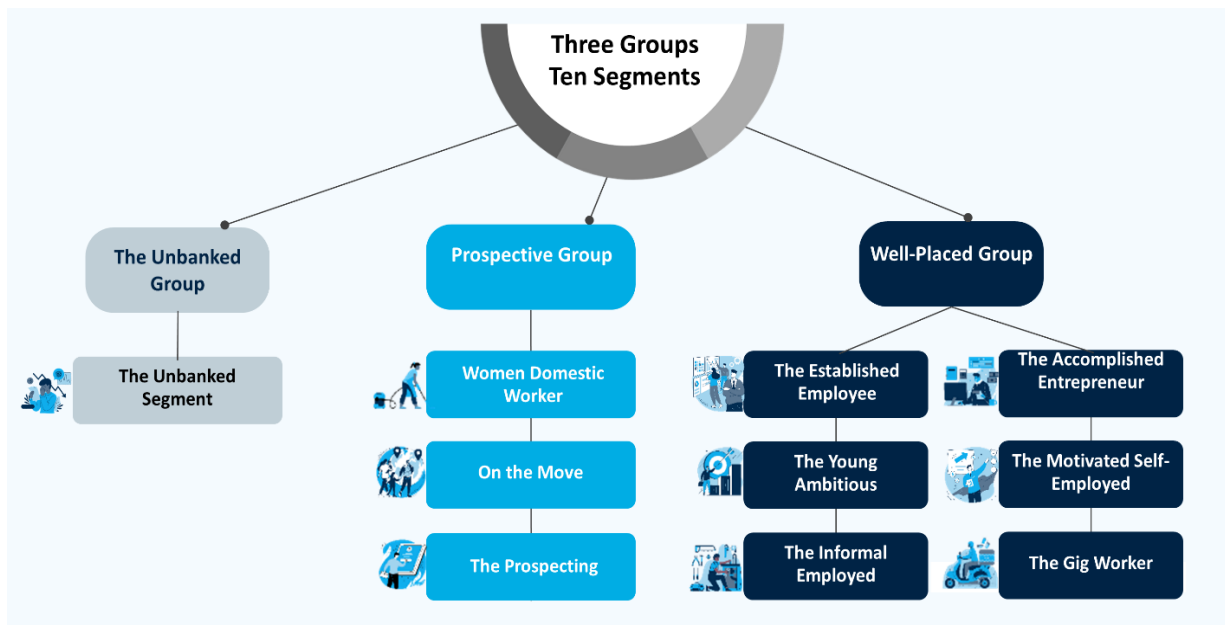 Three Groups
Ten Segments
The Unbanked
Group
Prospective Group
Well-Placed Group
The Unbanked
Segment
Women Domestic
Worker
On the Move
The Prospecting
The Established
Employee
The Young
Ambitious
The Informal
Employed
The Accomplished
Entrepreneur
The Motivated Self-
Employed
The Gig Worker